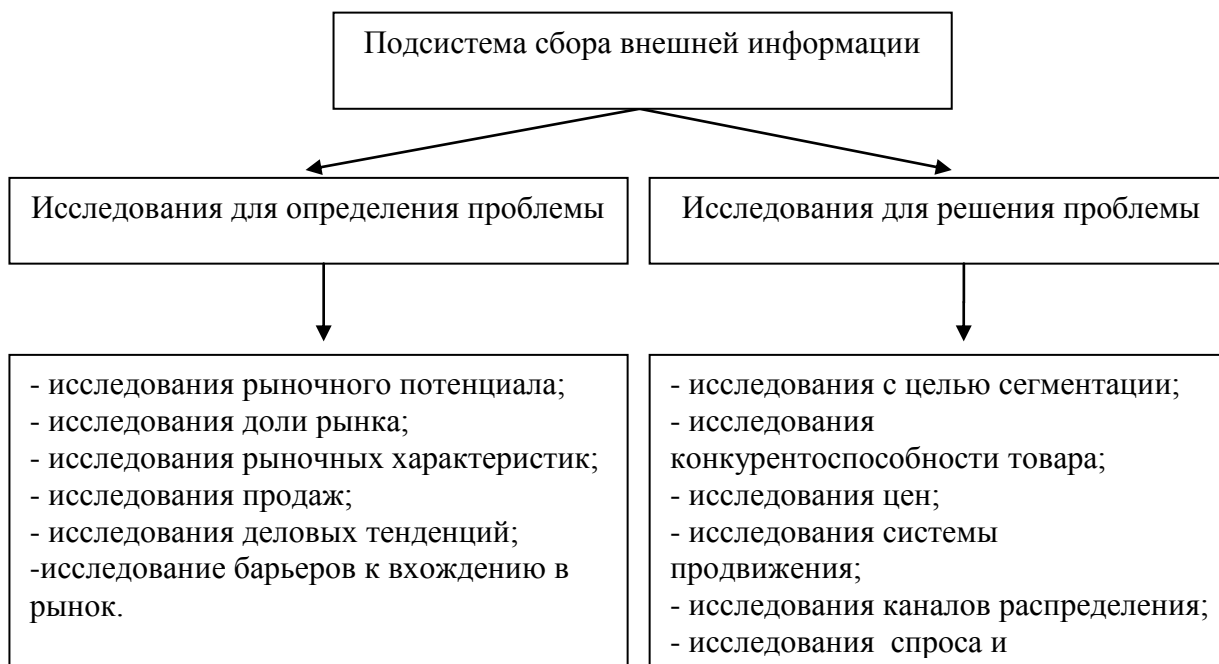 Подсистема сбора внешней информации
Исследования для определения проблемы
Исследования для решения проблемы
- исследования рыночного потенциала;
- исследования доли рынка;
- исследования рыночных характеристик;
- исследования продаж;
- исследования деловых тенденций;
-исследование барьеров к вхождению в
рынок.
- исследования с целью сегментации;
- исследования
конкурентоспособности товара;
- исследования цен;
- исследования системы
продвижения;
- исследования каналов распределения;
- исследования  спроса и